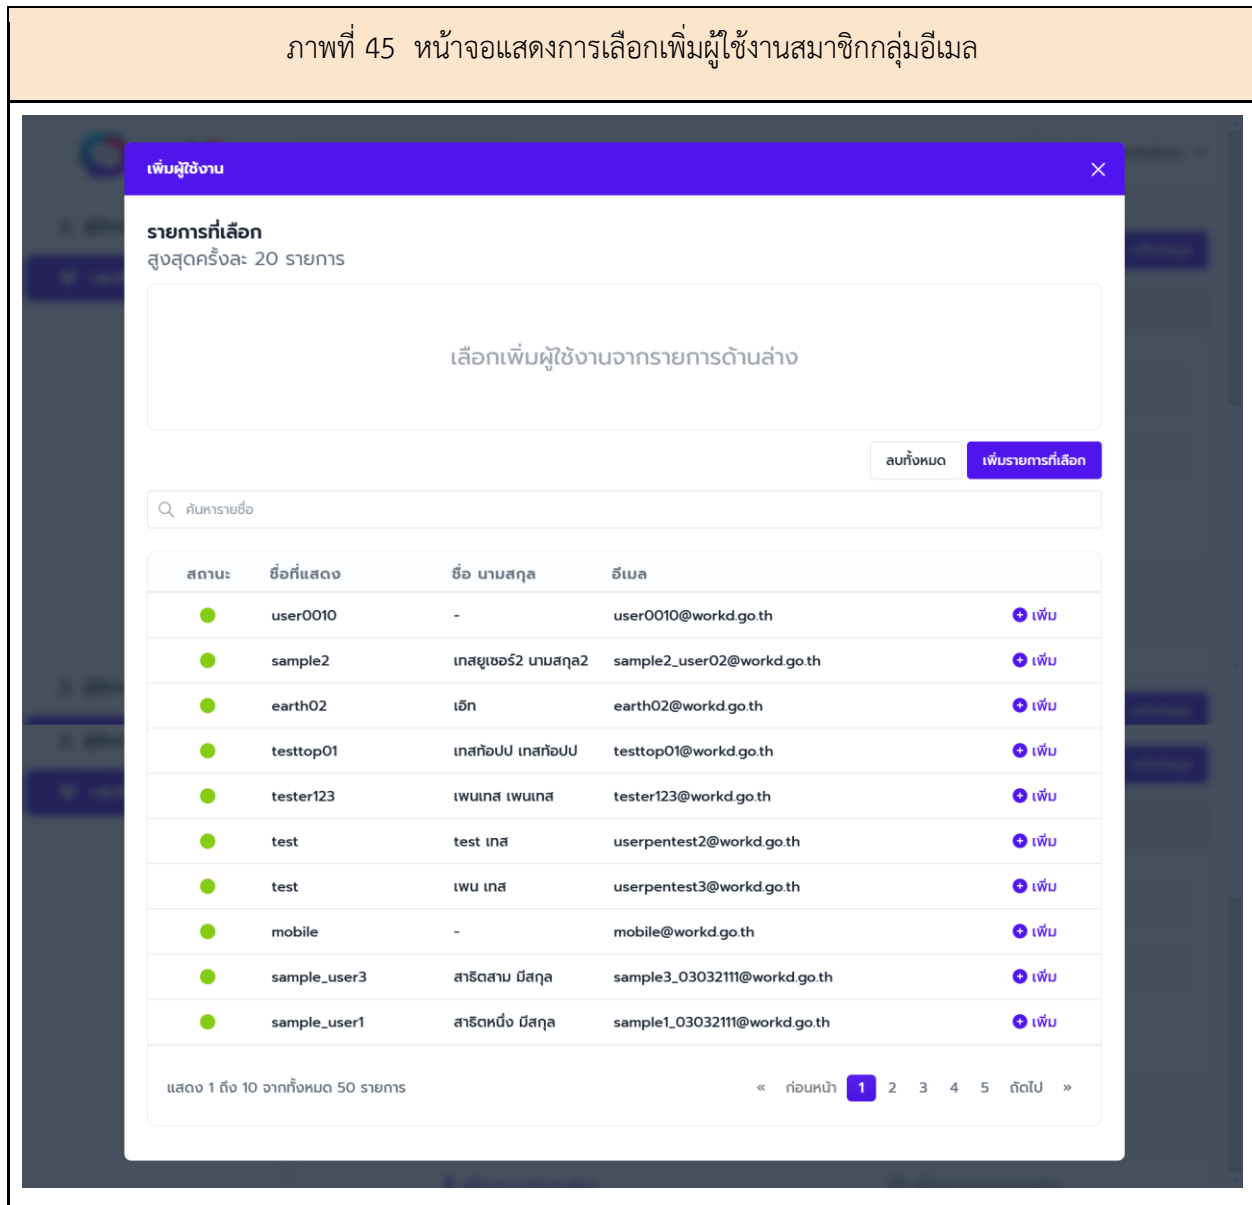 ภาพที่ 45 หน้าจอแสดงการเลือกเพิ่มผู้ใช้งานสมาชิกกลุ่มอีเมล
เพิ่มผู้ใช้งาน
รายการที่เลือก
สูงสุดครั้งละ 20 รายการ
เลือกเพิ่มผู้ใช้งานจากรายการด้านล่าง
ลบทั้งหมด เพิ่มรายการที่เลือก
ค้นหารายชื่อ
สถานะ ชื่อที่แสดง ชื่อ นามสกุล อีเมล
user0010 - user0010@workd.go.th เพิ่ม
sample2 เทสยูเซอร์2 นามสกุล2 sample2_user02@workd.go.th เพิ่ม
earth02 เอิท earth02@workd.go.th เพิ่ม
testtop01 เทสท้อปป เทสท้อปป testtop01@workd.go.th เพิ่ม
tester123 เพนเทส เพนเทส tester123@workd.go.th เพิ่ม
test test เทส userpentest2@workd.go.th เพิ่ม
test เพน เทส userpentest3@workd.go.th เพิ่ม
mobile - mobile@workd.go.th เพิ่ม
sample_user3 สาธิตสาม มีสกุล sample3_03032111@workd.go.th เพิ่ม
sample_user1 สาธิตหนึ่ง มีสกุล sample1_03032111@workd.go.th เพิ่ม
แสดง 1 ถึง 10 จากทั้งหมด 50 รายการ « ก่อนหน้า 1 2 3 4 5 ถัดไป »